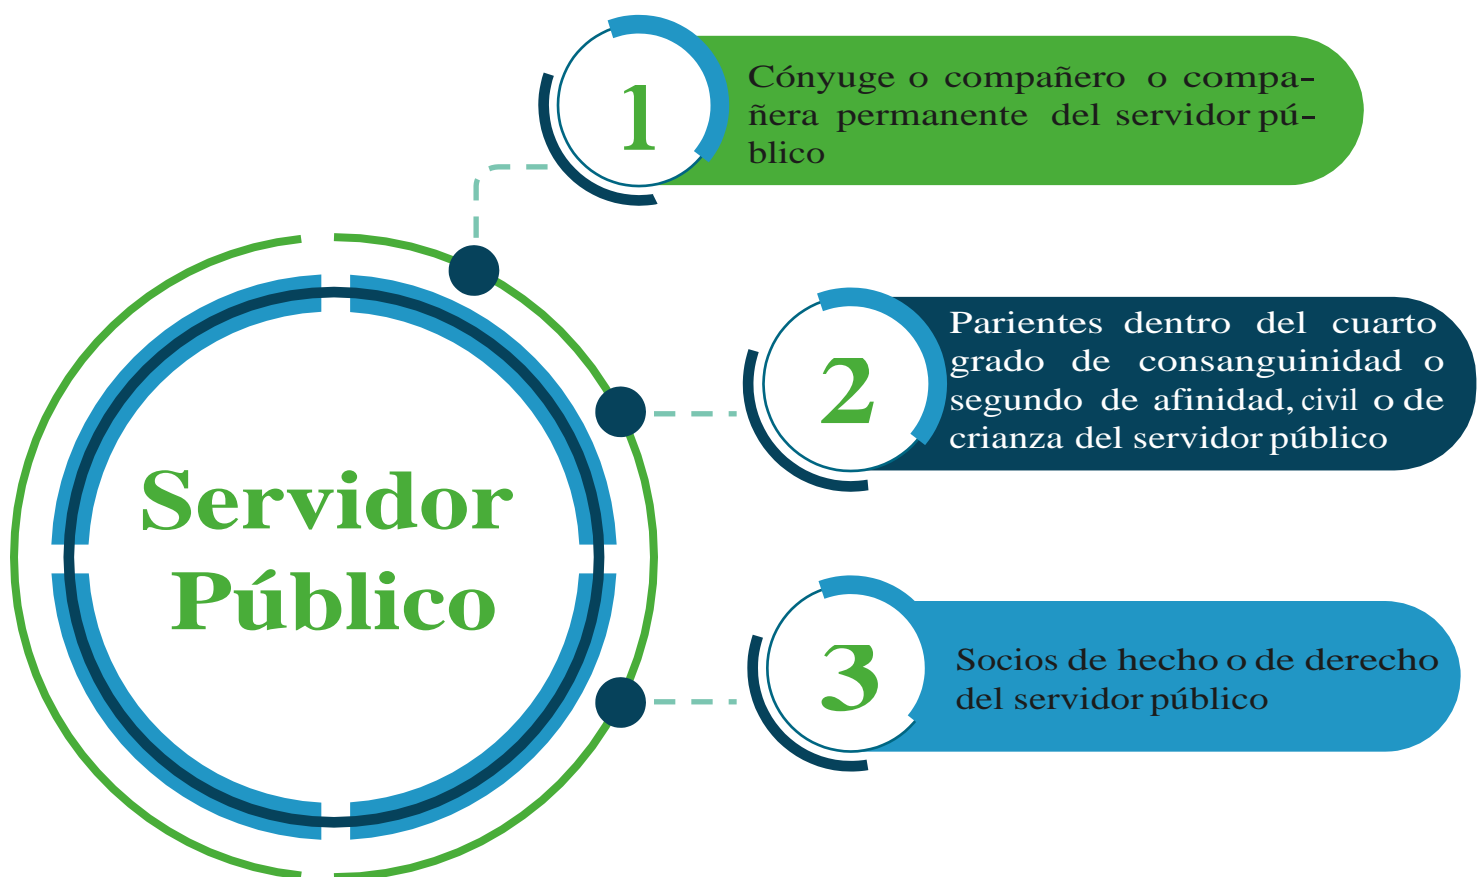 1
Cónyuge o compañero o compa-
ñera permanente del servidor pú-
blico
2
Parientes dentro del cuarto
grado de consanguinidad o
segundo de afinidad, civil o de
crianza del servidor público
Servidor
Público
3
Socios de hecho o de derecho
del servidor público